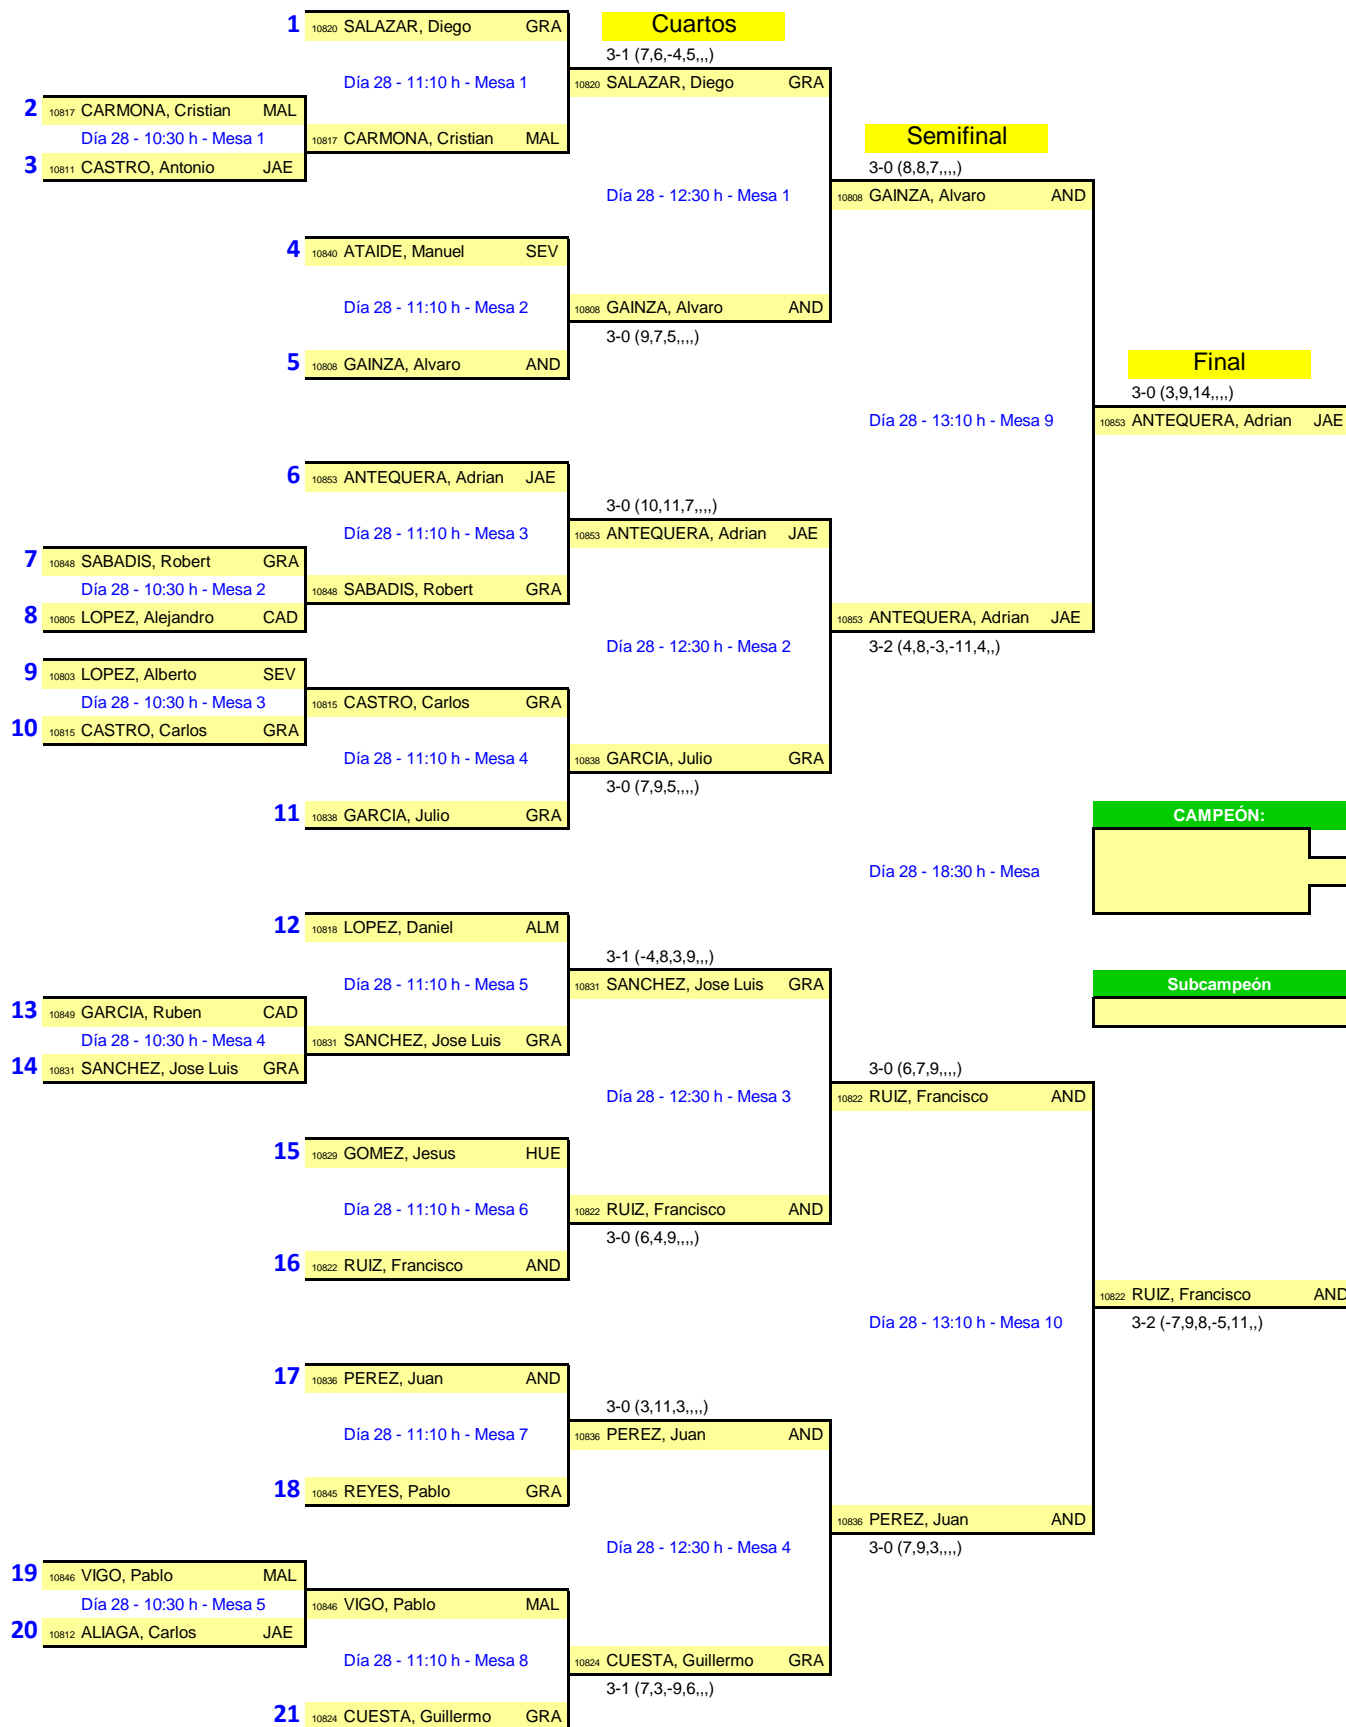 1 10820 SALAZAR, Diego GRA Cuartos
3-1 (7,6,-4,5,,,)
Día 28 - 11:10 h - Mesa 1 10820 SALAZAR, Diego GRA
2 10817 CARMONA, Cristian MAL
Día 28 - 10:30 h - Mesa 1 10817 CARMONA, Cristian MAL Semifinal
3 10811 CASTRO, Antonio JAE 3-0 (8,8,7,,,,)
Día 28 - 12:30 h - Mesa 1 10808 GAINZA, Alvaro AND
4 10840 ATAIDE, Manuel SEV
Día 28 - 11:10 h - Mesa 2 10808 GAINZA, Alvaro AND
3-0 (9,7,5,,,,)
5 10808 GAINZA, Alvaro AND Final
3-0 (3,9,14,,,,)
Día 28 - 13:10 h - Mesa 9 10853 ANTEQUERA, Adrian JAE
6 10853 ANTEQUERA, Adrian JAE
3-0 (10,11,7,,,,)
Día 28 - 11:10 h - Mesa 3 10853 ANTEQUERA, Adrian JAE
7 10848 SABADIS, Robert GRA
Día 28 - 10:30 h - Mesa 2 10848 SABADIS, Robert GRA
8 10805 LOPEZ, Alejandro CAD 10853 ANTEQUERA, Adrian JAE
Día 28 - 12:30 h - Mesa 2 3-2 (4,8,-3,-11,4,,)
9 10803 LOPEZ, Alberto SEV
Día 28 - 10:30 h - Mesa 3 10815 CASTRO, Carlos GRA
10 10815 CASTRO, Carlos GRA
Día 28 - 11:10 h - Mesa 4 10838 GARCIA, Julio GRA
3-0 (7,9,5,,,,)
11 10838 GARCIA, Julio GRA CAMPEÓN:
Día 28 - 18:30 h - Mesa
12 10818 LOPEZ, Daniel ALM
3-1 (-4,8,3,9,,,)
Día 28 - 11:10 h - Mesa 5 10831 SANCHEZ, Jose Luis GRA Subcampeón
13 10849 GARCIA, Ruben CAD
Día 28 - 10:30 h - Mesa 4 10831 SANCHEZ, Jose Luis GRA
14 10831 SANCHEZ, Jose Luis GRA 3-0 (6,7,9,,,,)
Día 28 - 12:30 h - Mesa 3 10822 RUIZ, Francisco AND
15 10829 GOMEZ, Jesus HUE
Día 28 - 11:10 h - Mesa 6 10822 RUIZ, Francisco AND
3-0 (6,4,9,,,,)
16 10822 RUIZ, Francisco AND
10822 RUIZ, Francisco AND
Día 28 - 13:10 h - Mesa 10 3-2 (-7,9,8,-5,11,,)
17 10836 PEREZ, Juan AND
3-0 (3,11,3,,,,)
Día 28 - 11:10 h - Mesa 7 10836 PEREZ, Juan AND
18 10845 REYES, Pablo GRA
10836 PEREZ, Juan AND
Día 28 - 12:30 h - Mesa 4 3-0 (7,9,3,,,,)
19 10846 VIGO, Pablo MAL
Día 28 - 10:30 h - Mesa 5 10846 VIGO, Pablo MAL
20 10812 ALIAGA, Carlos JAE
Día 28 - 11:10 h - Mesa 8 10824 CUESTA, Guillermo GRA
3-1 (7,3,-9,6,,,)
21 10824 CUESTA, Guillermo GRA